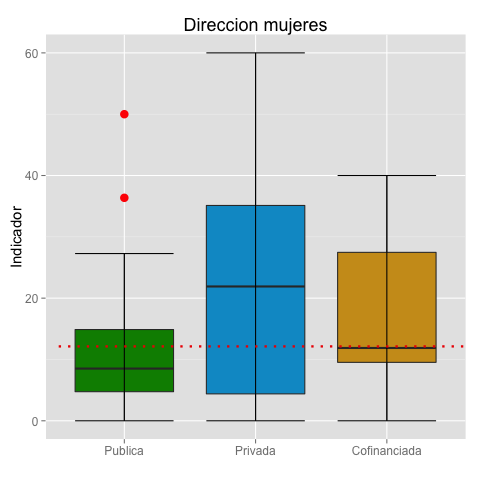 Direccion mujeres
Indicador
60
40
20
0
Publica
Privada
Cofinanciada